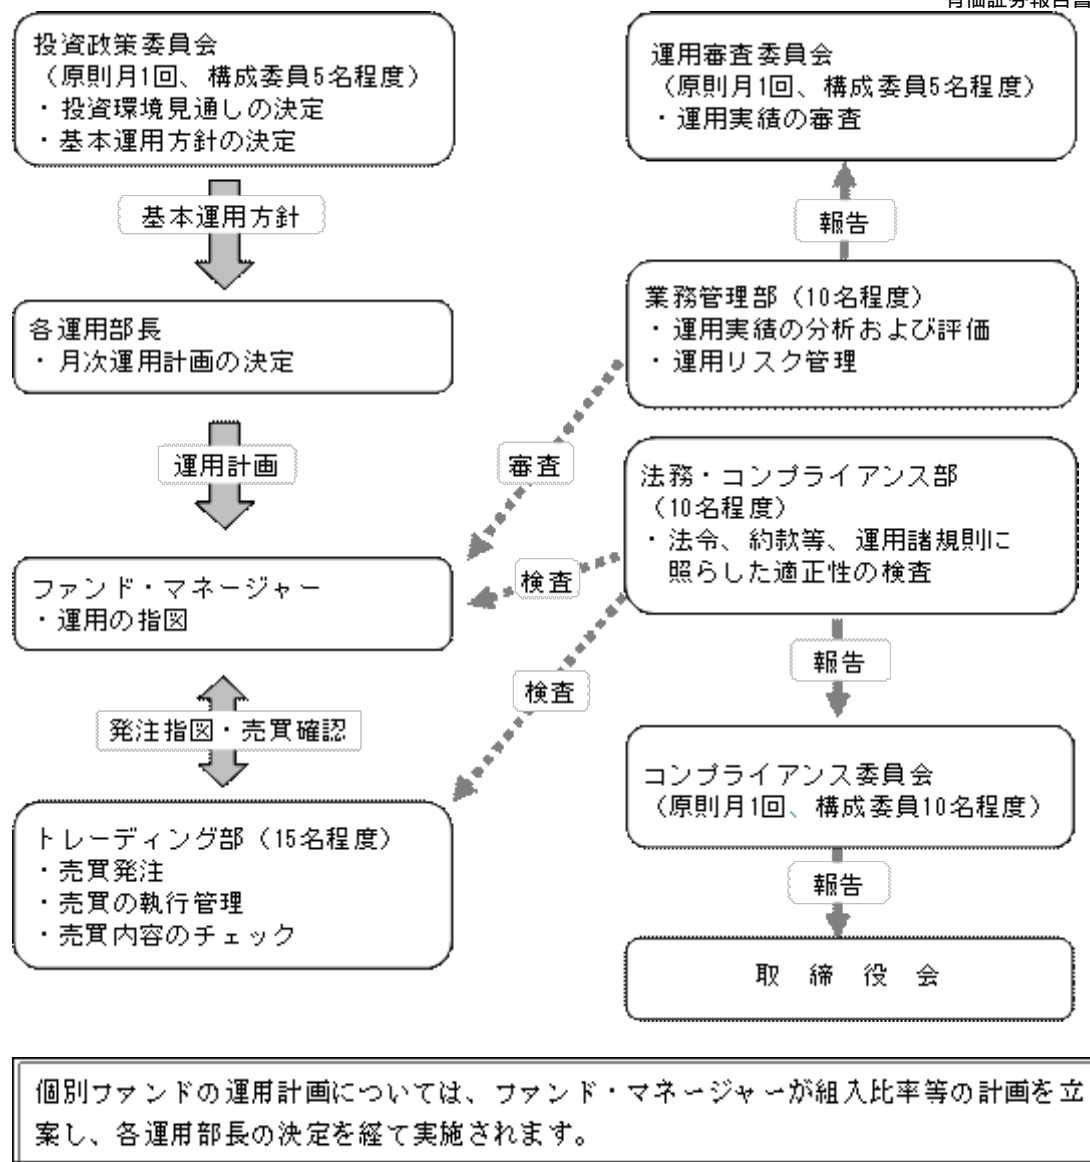 有価証券報告書
投資政策委員会
（原則月1回、構成委員5名程度）
・投資環境見通しの決定
・基本運用方針の決定
基本運用方針
各運用部長
・月次運用計画の決定
運用計画
ファンド・マネージャー
・運用の指図
発注指図・売買確認
トレーディング部（15名程度）
・売買発注
・売買の執行管理
・売買内容のチェック
運用審査委員会
（原則月1回、構成委員5名程度）
・運用実績の審査
報告
業務管理部（10名程度）
・運用実績の分析および評価
・運用リスク管理
審査
法務・コンプライアンス部
（10名程度）
・法令、約款等、運用諸規則に
照らした適正性の検査
検査
検査
報告
コンプライアンス委員会
（原則月1回、構成委員10名程度）
報告
取締役会
個別ファンドの運用計画については、ファンド・マネージャーが組入比率等の計画を立
案し、各運用部長の決定を経て実施されます。